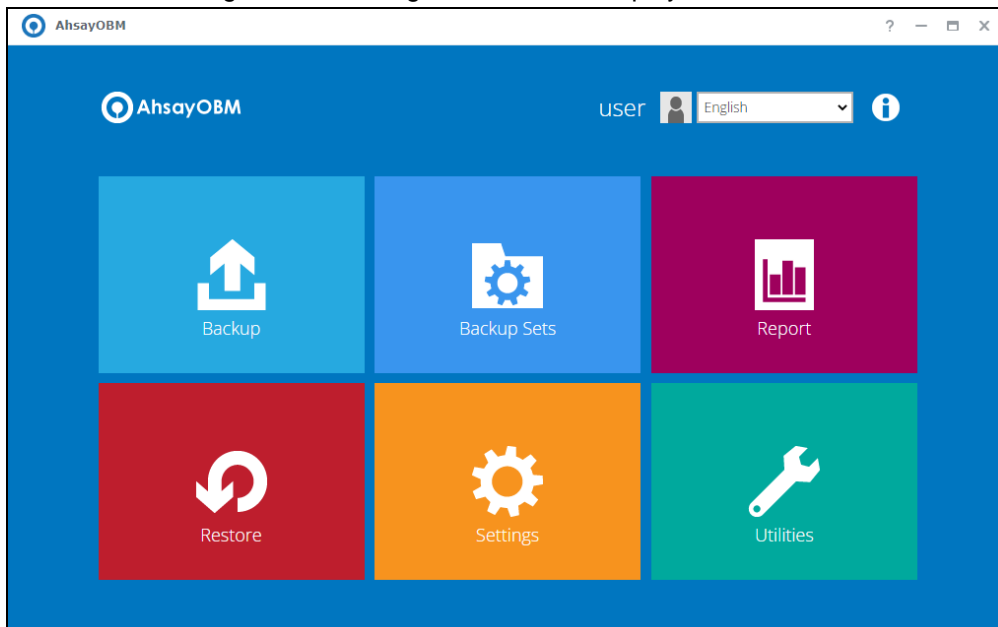 AhsayOBM
AhsayOBM
user English
Backup Backup Sets Report
Restore Settings Utilities